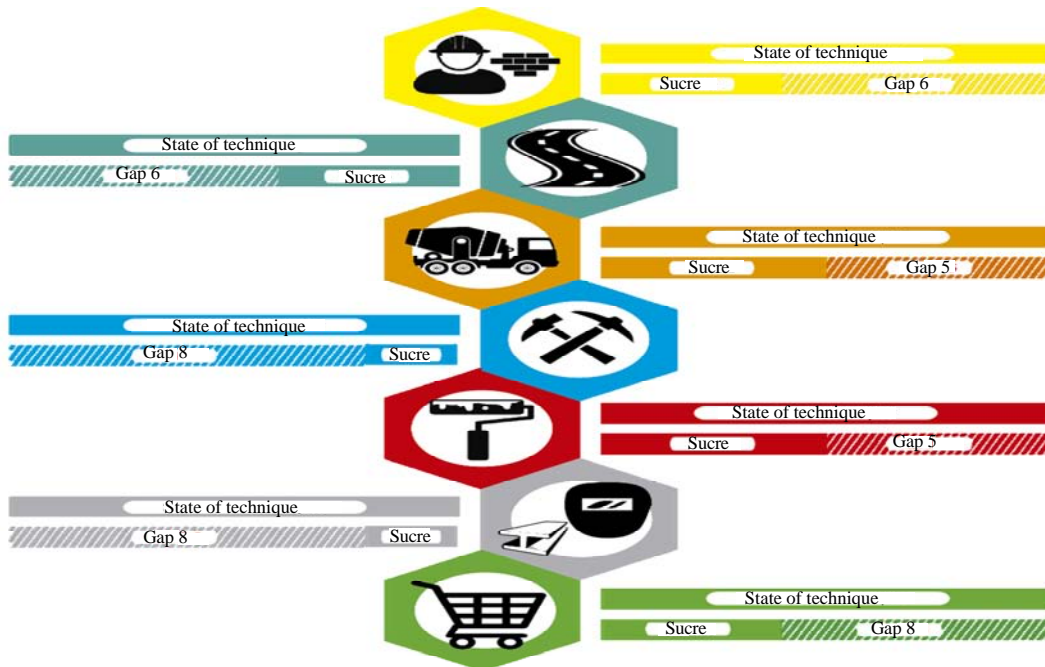 State of technique
Sucre Gap 6
State of technique
Gap 6 Sucre
State of technique
Sucre Gap 5
State of technique
Gap 8 Sucre
State of technique
Sucre Gap 5
State of technique
Gap 8 Sucre
State of technique
Sucre Gap 8